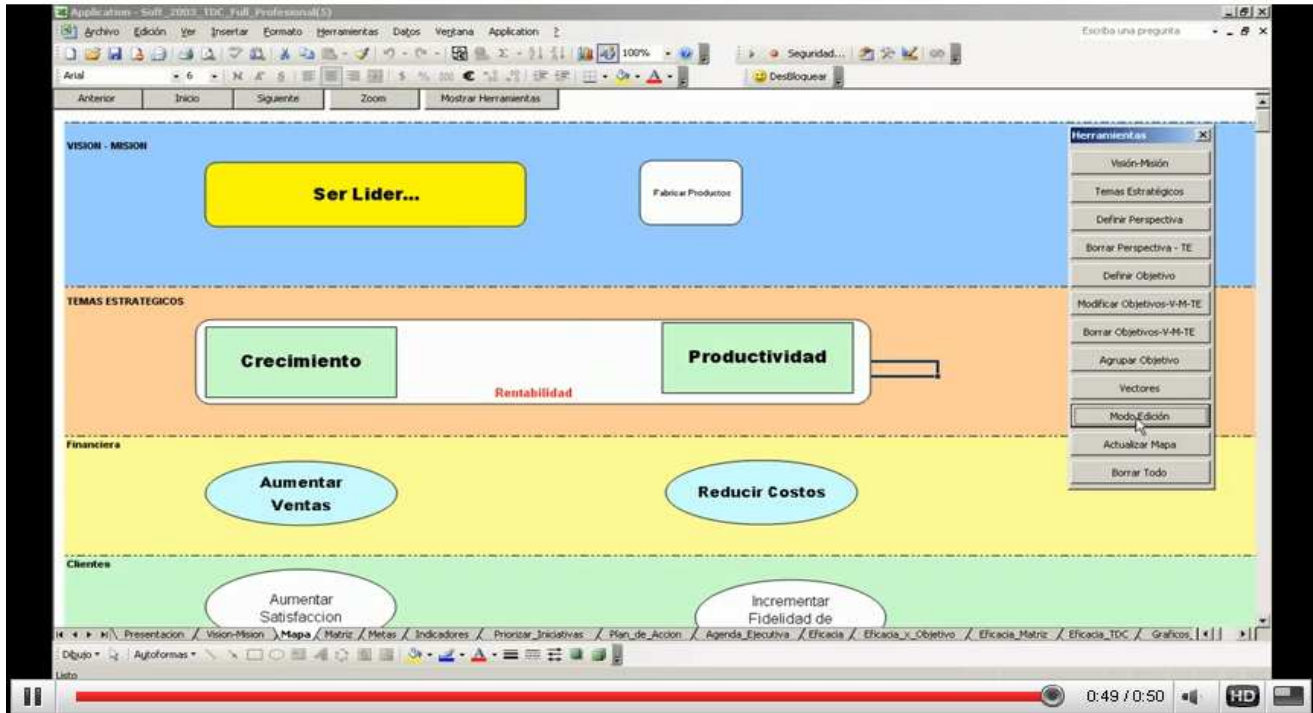 Application - Soft_2003_TDC_Full_Profesional(5)
Archivo Edición Ver Insertar Formato Herramientas Datos Ventana Application ? Escriba una pregunta
100% Seguridad...
Arial 6 N K S DesBloquear
Anterior Inicio Siguiente Zoom Mostrar Herramientas
VISION - MISION
Ser Lider...
Fabricar Productos
TEMAS ESTRATEGICOS
Crecimiento
Productividad
Rentabilidad
Financiera
Aumentar
Ventas
Reducir Costos
Clientes
Aumentar
Satisfaccion
Incrementar
Fidelidad de
Herramientas
Visión-Misión
Temas Estratégicos
Definir Perspectiva
Borrar Perspectiva - TE
Definir Objetivo
Modificar Objetivos-V-M-TE
Borrar Objetivos-V-M-TE
Agrupar Objetivo
Vectores
Modo Edición
Actualizar Mapa
Borrar Todo
Presentacion / Vision-Mision / Mapa / Matriz / Metas / Indicadores / Priorizar_Iniciativas / Plan_de_Accion / Agenda_Ejecutiva / Eficacia / Eficacia_x_Objetivo / Eficacia_Matriz / Eficacia_TDC / Graficos
Dibujo Autoformas
Listo
0:49 / 0:50 HD